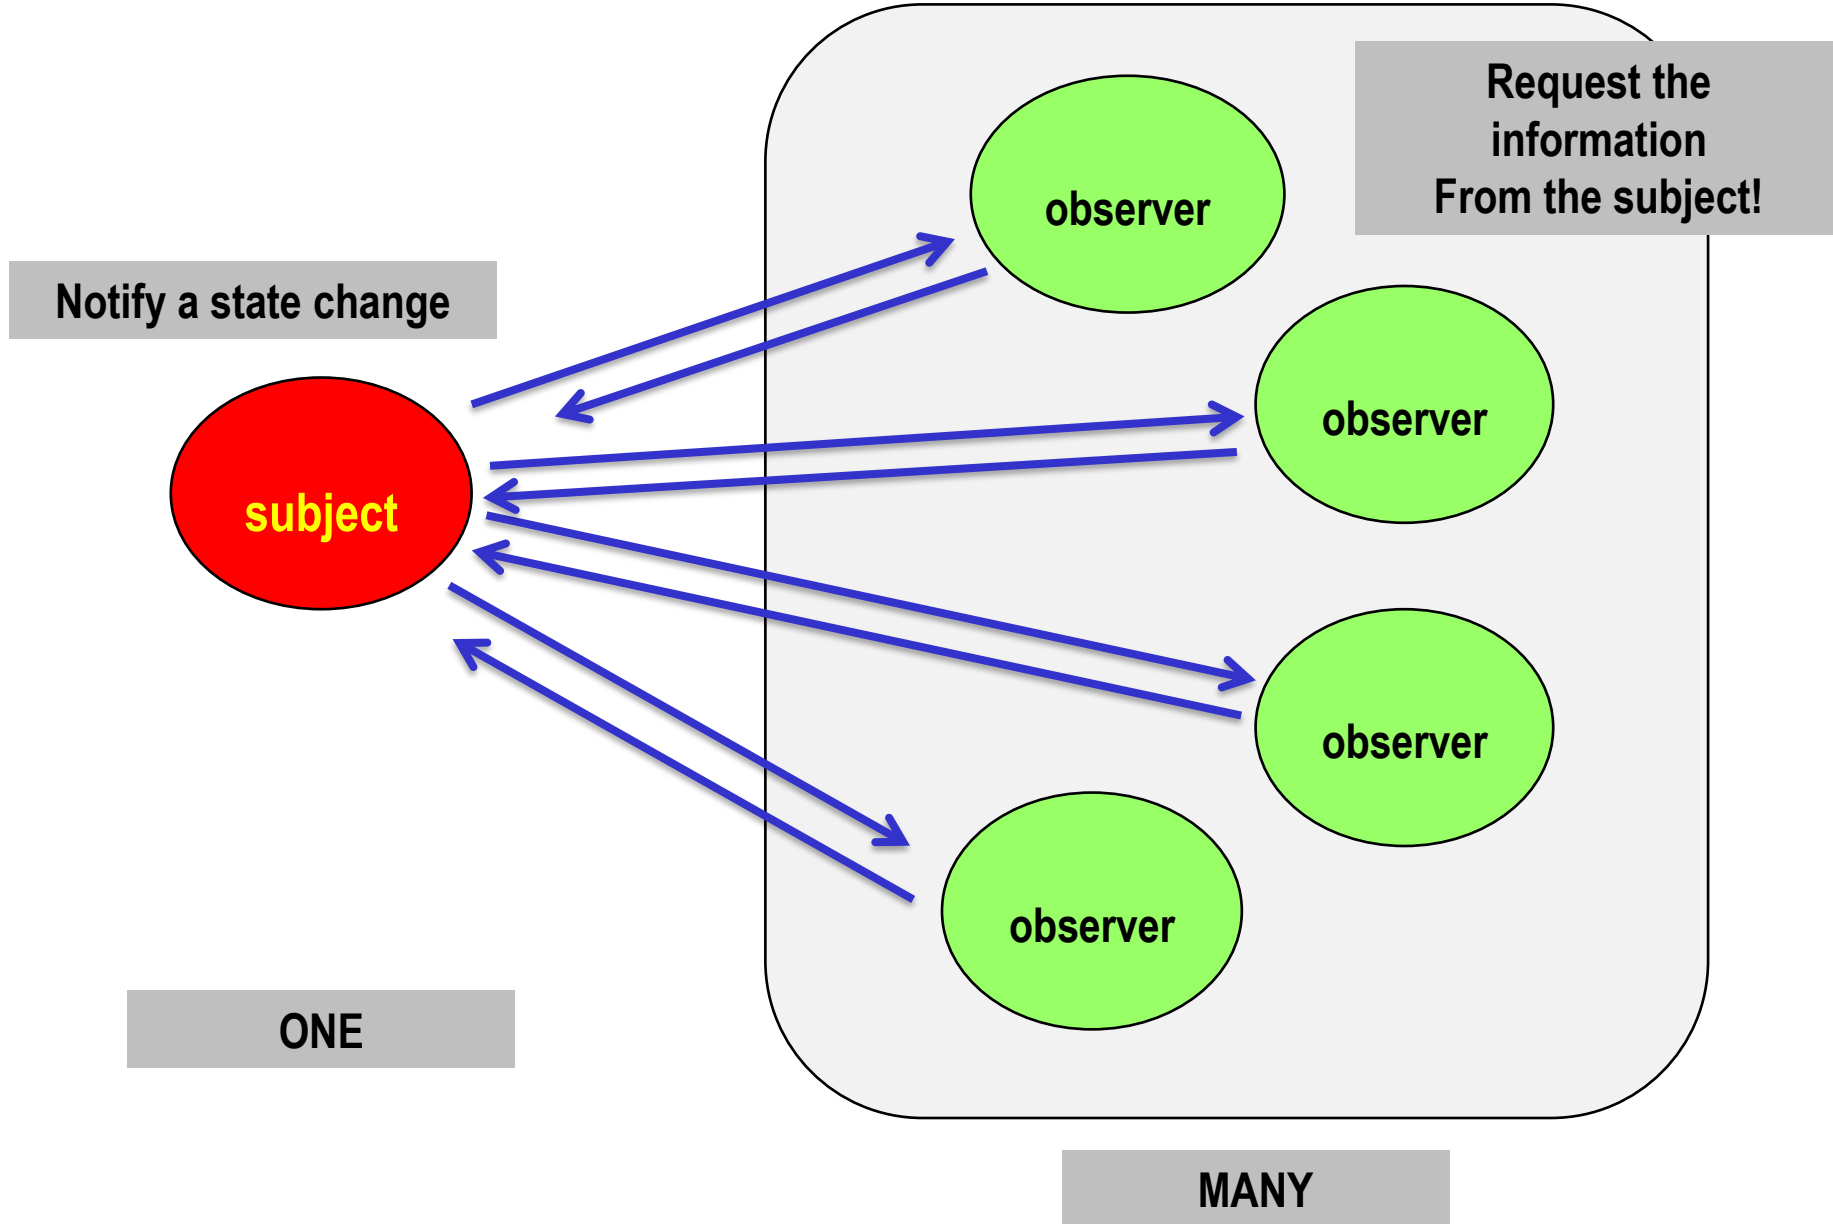 Request the
information
From the subject!
observer
Notify a state change
observer
subject
observer
observer
ONE
MANY